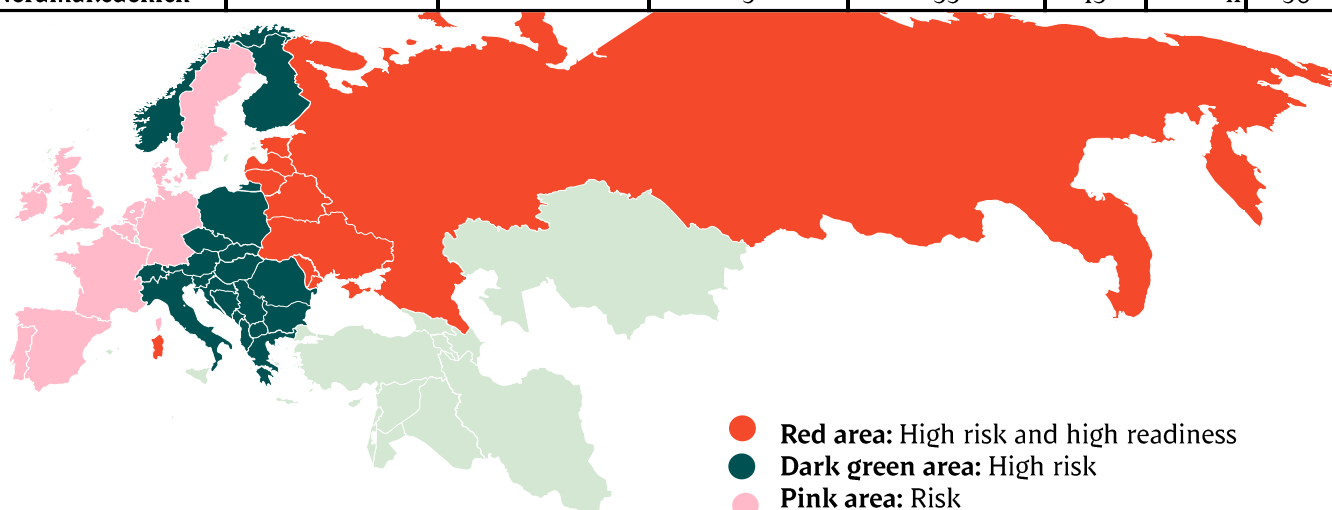 Red area: High risk and high readiness
Dark green area: High risk
Pink area: Risk